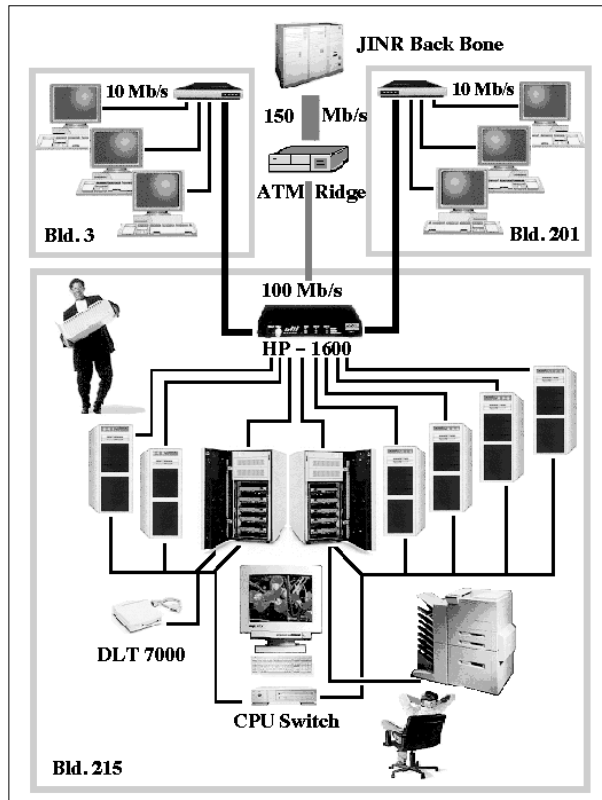 JINR Back Bone
10 Mb/s
150 Mb/s
10 Mb/s
ATM Ridge
Bld. 3
Bld. 201
100 Mb/s
HP - 1600
DLT 7000
CPU Switch
Bld. 215